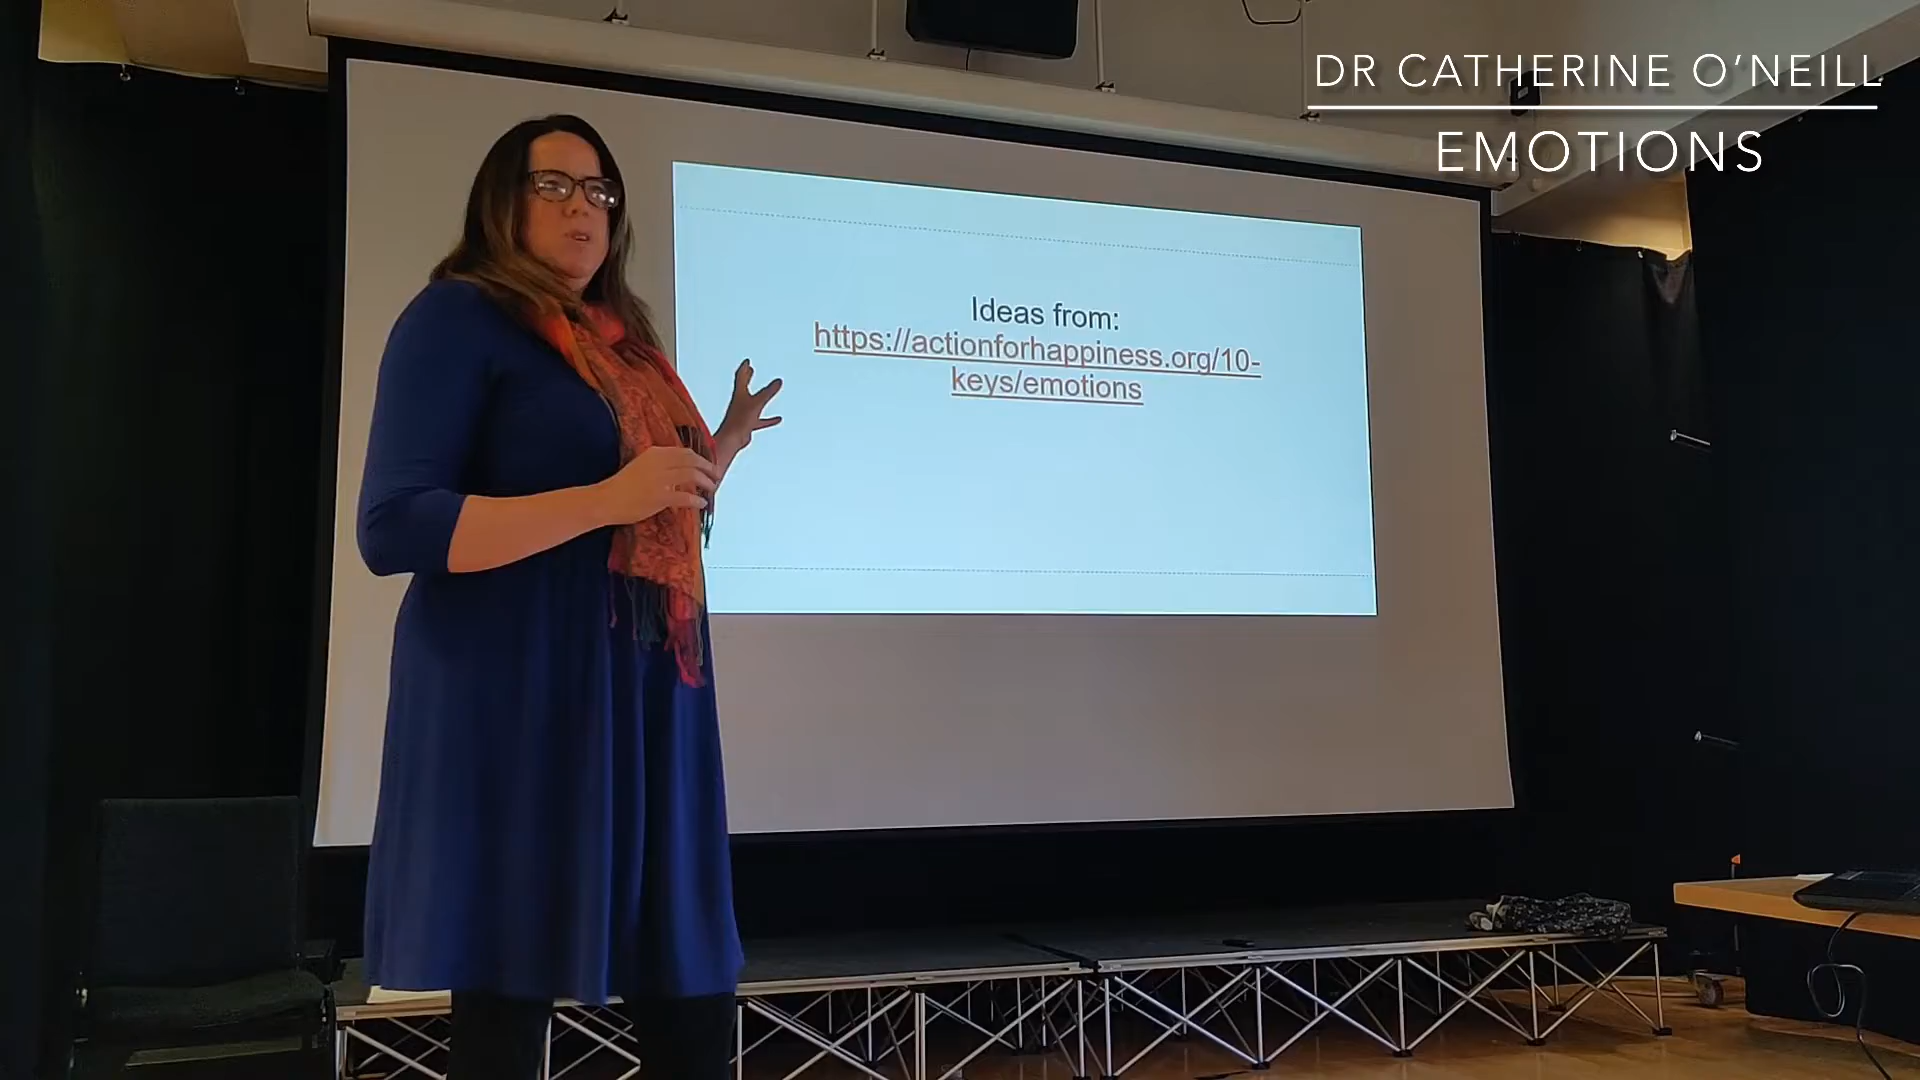 DR CATHERINE O'NEILL
EMOTIONS
Ideas from:
https://actionforhappiness.org/10-
keys/emotions